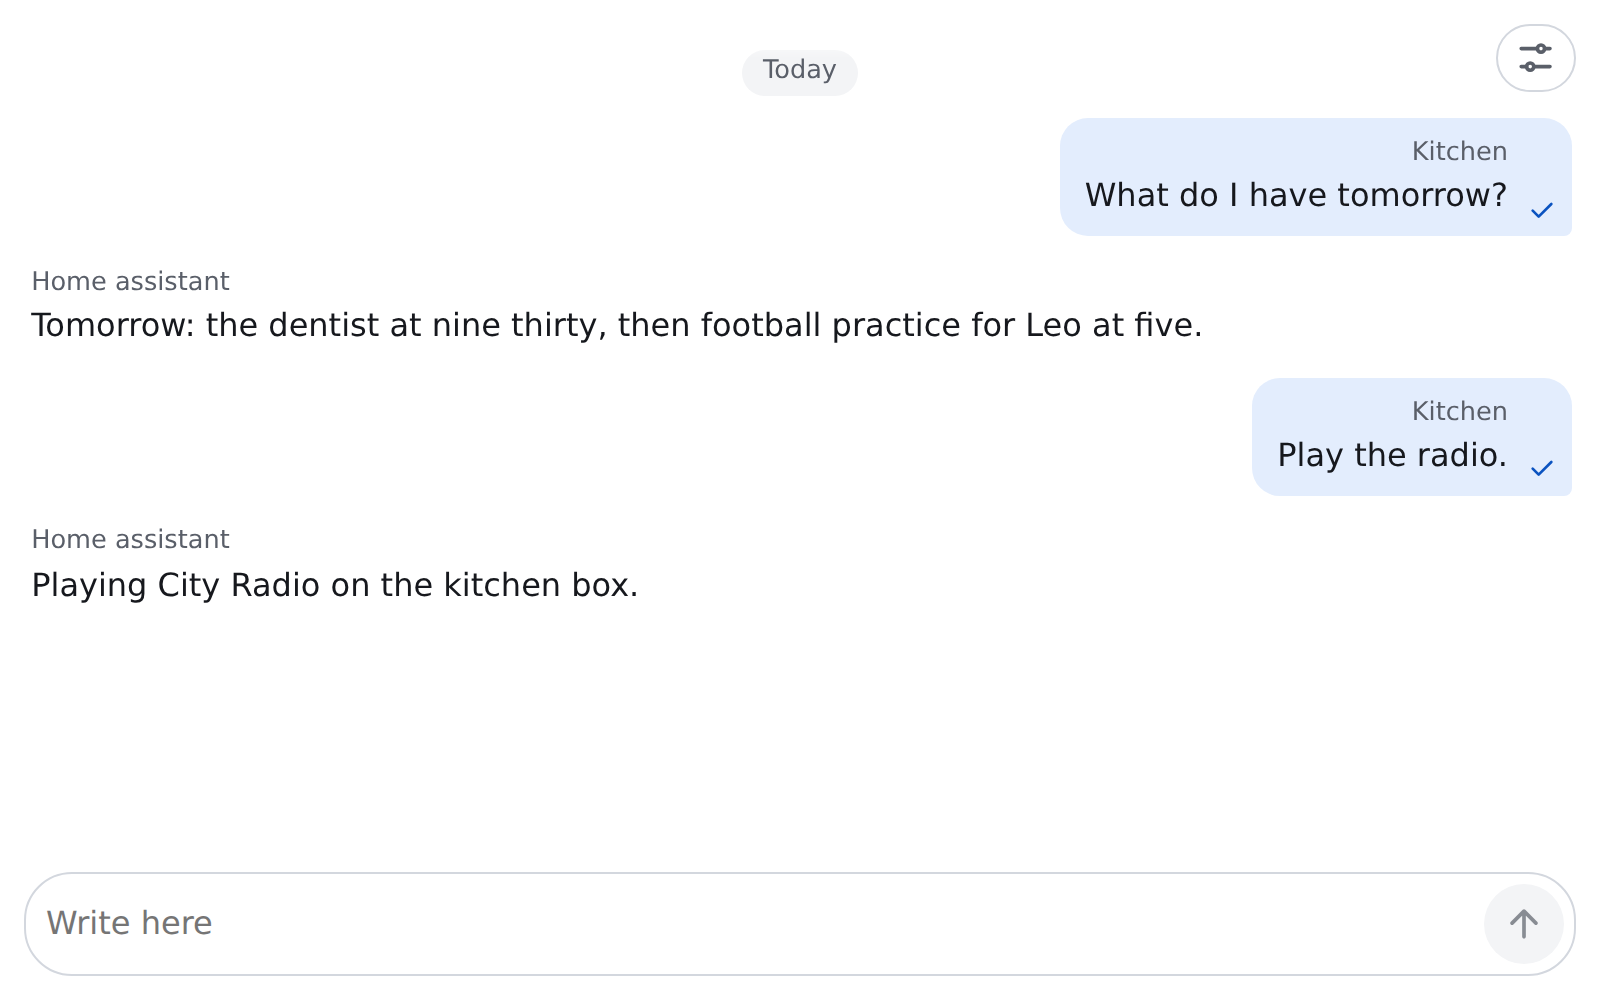 Today
Kitchen
What do I have tomorrow?
Home assistant
Tomorrow: the dentist at nine thirty, then football practice for Leo at five.
Kitchen
Play the radio.
Home assistant
Playing City Radio on the kitchen box.
Write here